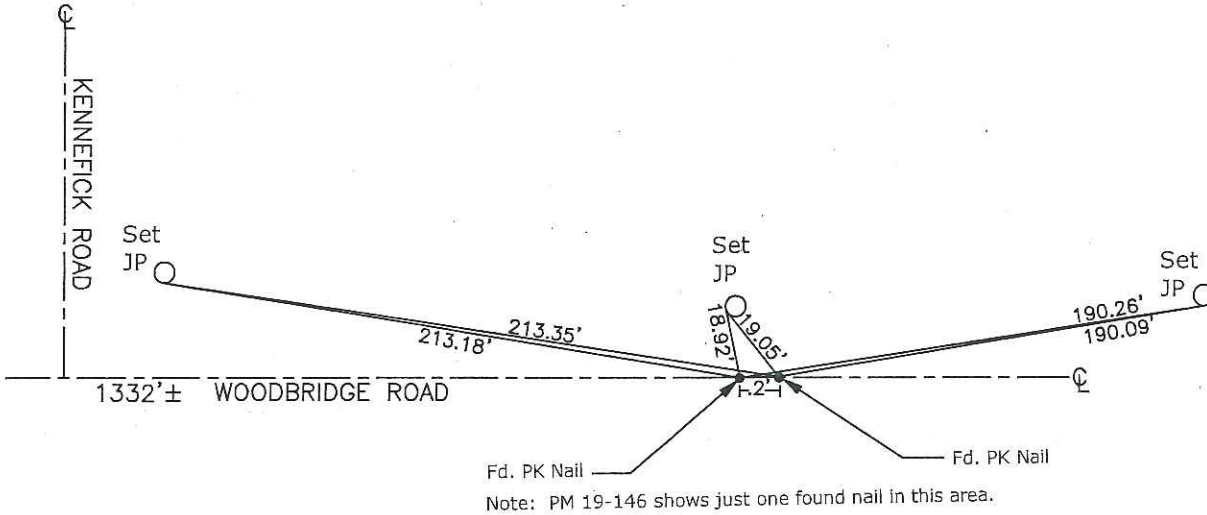 ℄
KENNEFICK ROAD
Set
JP
Set
JP
Set
JP
213.35'
213.18'
18.92'
19.05'
190.26'
190.09'
1332'± WOODBRIDGE ROAD
.2'
℄
Fd. PK Nail
Fd. PK Nail
Note: PM 19-146 shows just one found nail in this area.